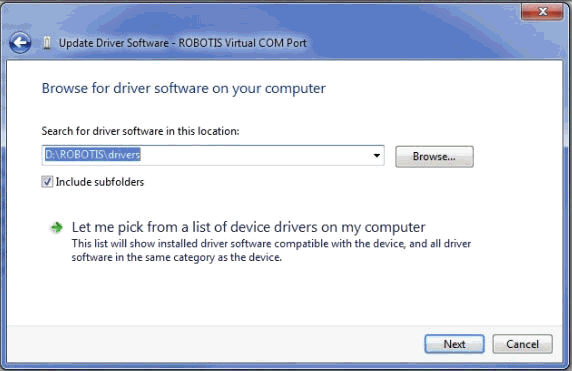 Update Driver Software - ROBOTIS Virtual COM Port
Browse for driver software on your computer
Search for driver software in this location:
D:\ROBOTIS\drivers
Browse...
Include subfolders
Let me pick from a list of device drivers on my computer
This list will show installed driver software compatible with the device, and all driver
software in the same category as the device.
Next
Cancel